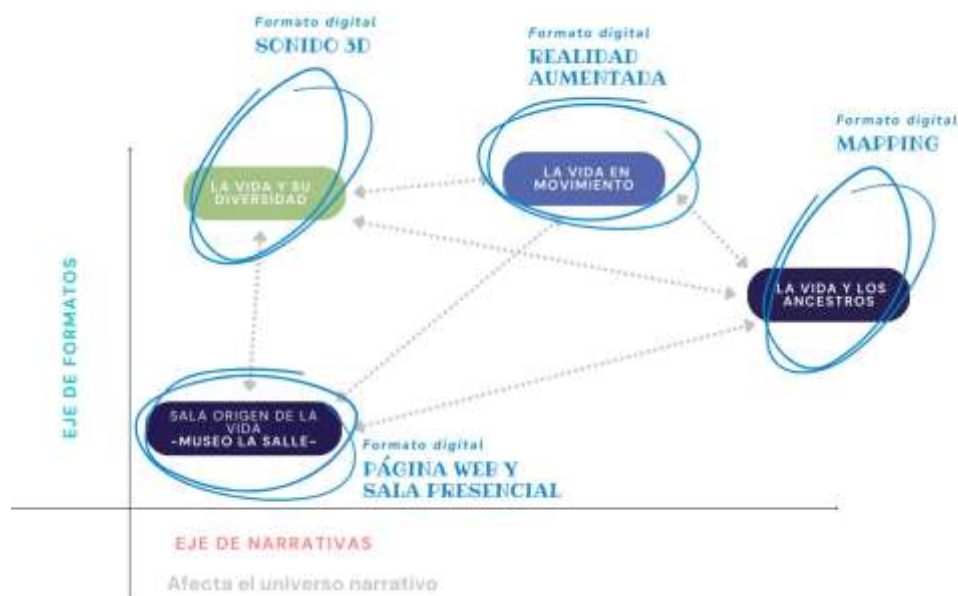 Formato digital
SONIDO 3D
Formato digital
REALIDAD
AUMENTADA
Formato digital
MAPPING
LA VIDA Y SU
DIVERSIDAD
LA VIDA EN
MOVIMIENTO
LA VIDA Y LOS
ANCESTROS
EJE DE FORMATOS
SALA ORIGEN DE LA
VIDA
-MUSEO LA SALLE-
Formato digital
PÁGINA WEB Y
SALA PRESENCIAL
EJE DE NARRATIVAS
Afecta el universo narrativo